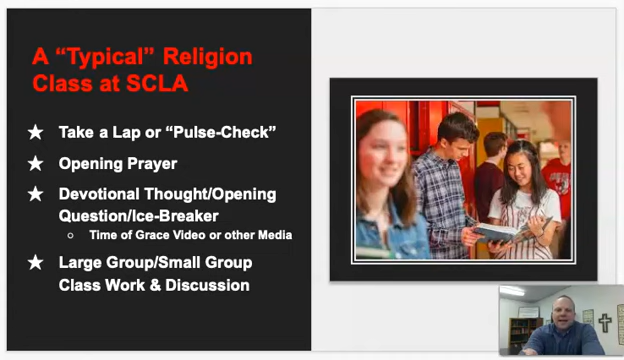 A “Typical” Religion
Class at SCLA
Take a Lap or “Pulse-Check”
Opening Prayer
Devotional Thought/Opening
Question/Ice-Breaker
Time of Grace Video or other Media
Large Group/Small Group
Class Work & Discussion